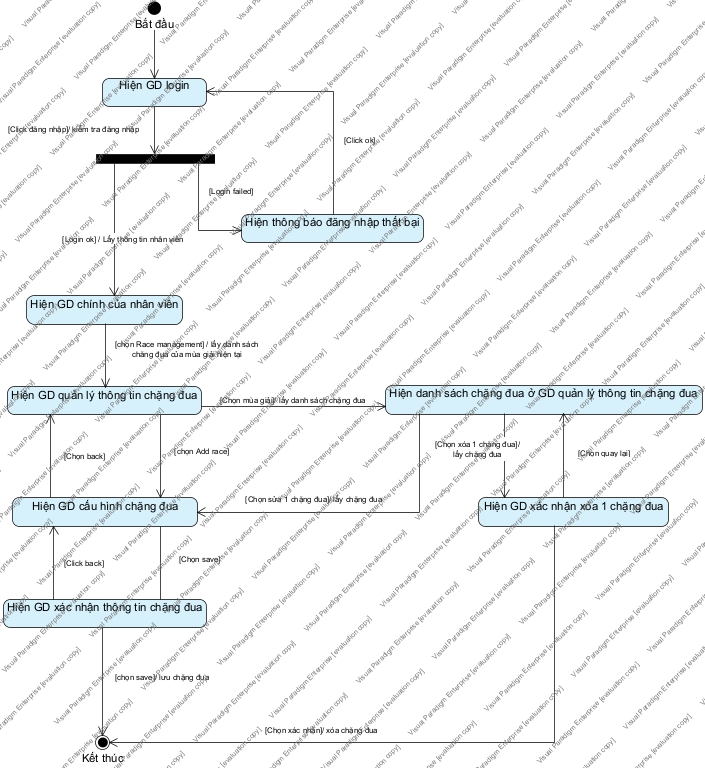 Bắt đầu
Hiện GD login
[Click đăng nhập]/ kiểm tra đăng nhập
[Click ok]
[Login failed]
Hiện thông báo đăng nhập thất bại
[Login ok] / Lấy thông tin nhân viên
Hiện GD chính của nhân viên
[chọn Race management] / lấy danh sách
chặng đua của mùa giải hiện tại
Hiện GD quản lý thông tin chặng đua
[Chọn mùa giải]/ lấy danh sách chặng đua
Hiện danh sách chặng đua ở GD quản lý thông tin chặng đua
[Chọn back]
[chọn Add race]
[Chọn xóa 1 chặng đua]/
lấy chặng đua
[Chọn quay lại]
[Chọn sửa 1 chặng đua]/ lấy chặng đua
Hiện GD cấu hình chặng đua
Hiện GD xác nhận xóa 1 chặng đua
[Click back]
[Chọn save]
Hiện GD xác nhận thông tin chặng đua
[chọn save]/ lưu chặng đua
[Chọn xác nhận]/ xóa chặng đua
Kết thúc
Visual Paradigm Enterprise [evaluation copy]